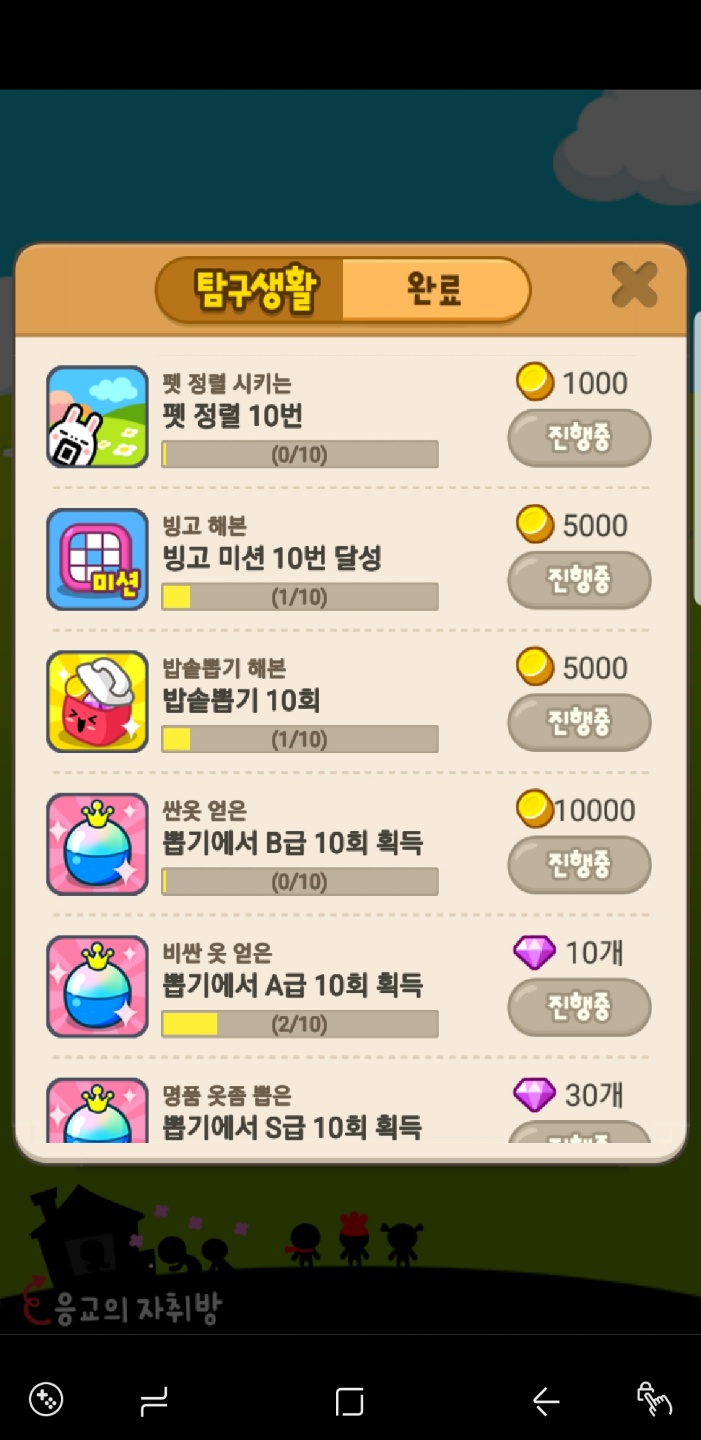 탐구생활 완료
펫 정렬 시키는
펫 정렬 10번
(0/10)
1000
진행중
미션
빙고 해본
빙고 미션 10번 달성
(1/10)
5000
진행중
밥솥뽑기 해본
밥솥뽑기 10회
(1/10)
5000
진행중
싼옷 얻은
뽑기에서 B급 10회 획득
(0/10)
10000
진행중
비싼 옷 얻은
뽑기에서 A급 10회 획득
(2/10)
10개
진행중
명품 옷좀 뽑은
뽑기에서 S급 10회 획득
30개
진행중
응교의 자취방